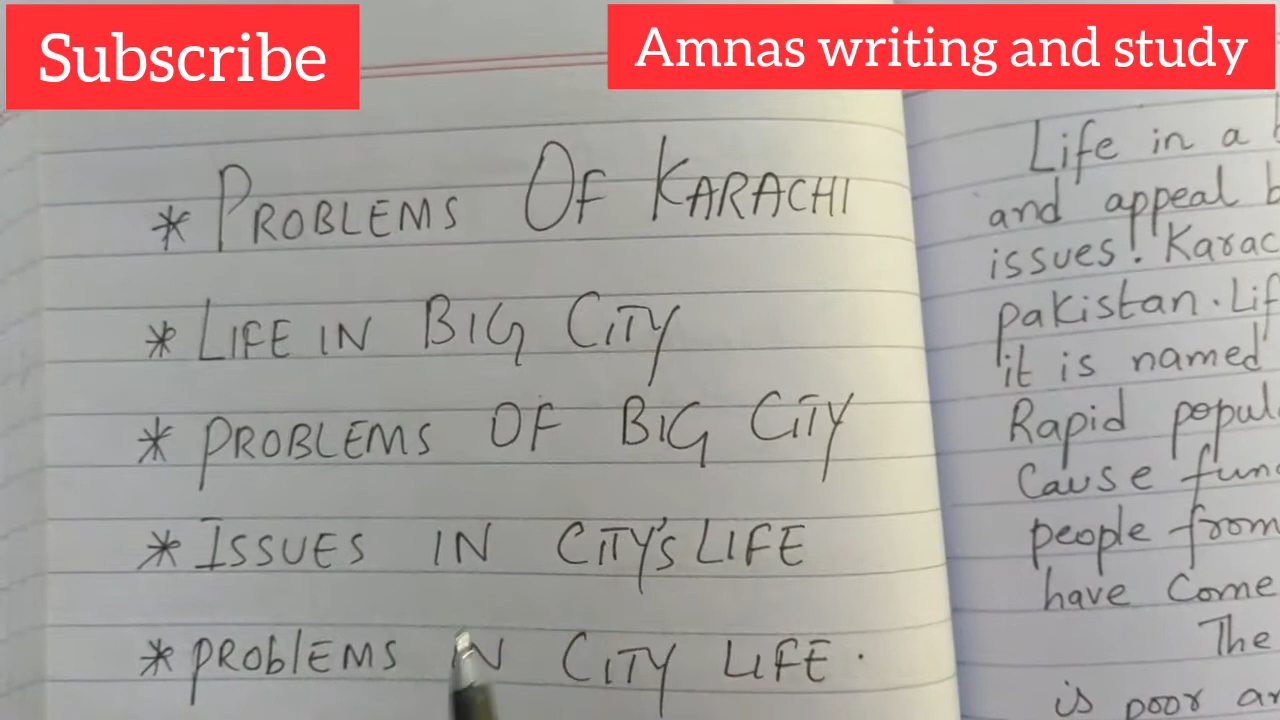 Subscribe
Amnas writing and study
* PROBLEMS OF KARACHI
* LIFE IN BIG CITY
* PROBLEMS OF BIG CITY
* ISSUES IN CITY'S LIFE
* PROblEMS IN CITY LIFE.
Life in a
and appeal
issues! Karac
pakistan. Lif
it is named
Rapid popul
Cause fun
people from
have Come
The
is poor ar